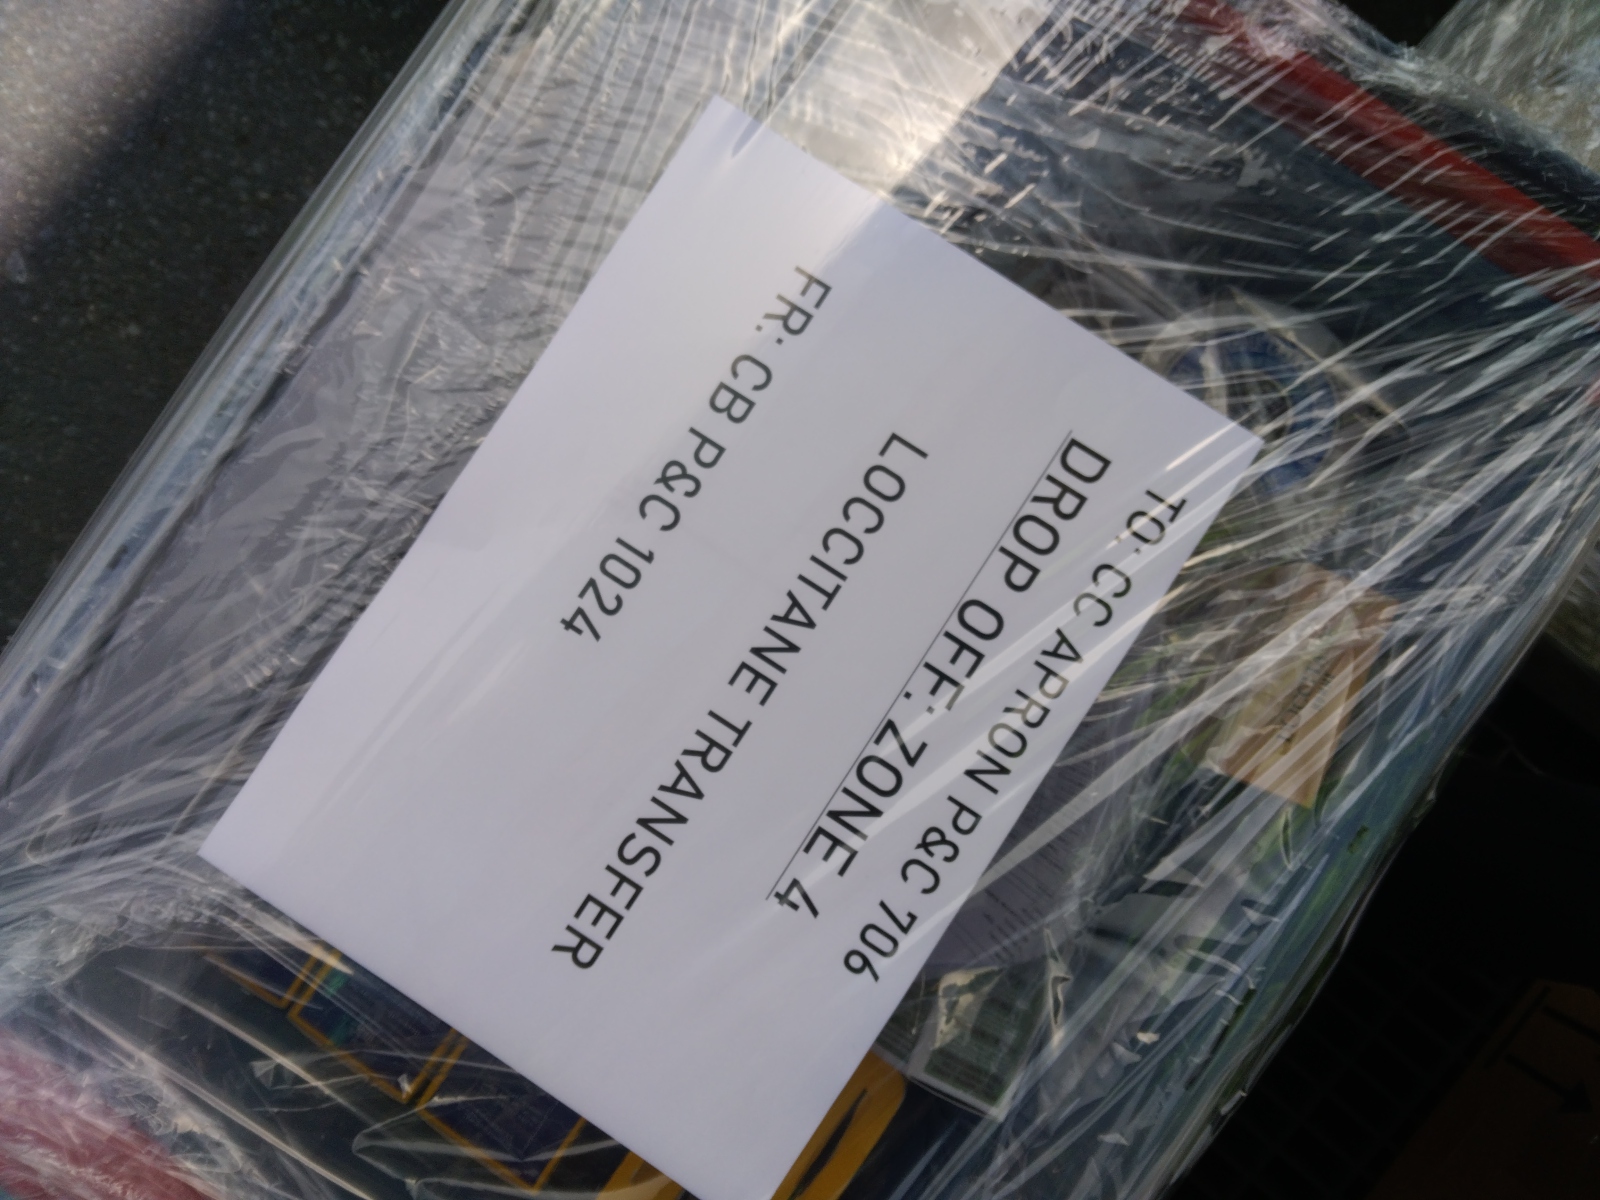 TO: CC APRON P&C 706
DROP OFF: ZONE 4
LOCCITANE TRANSFER
FR: CB P&C 1024